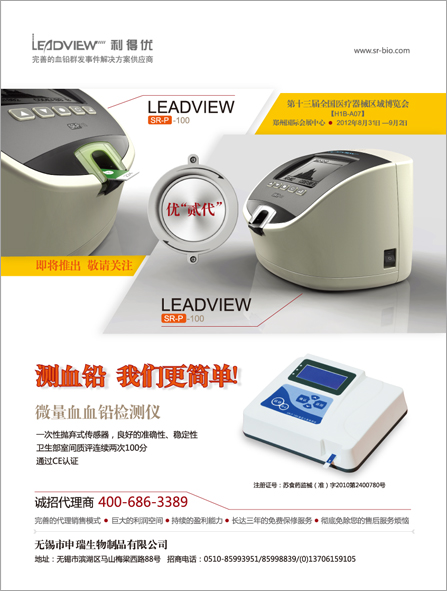 LEADVIEW 利得优
完善的血铅群发事件解决方案供应商
www.sr-bio.com
LEADVIEW
SR-P -100
第十三届全国医疗器械区域博览会
【H1B-A07】
郑州国际会展中心 ● 2012年8月31日—9月2日
优“贰代”
即将推出 敬请关注
LEADVIEW
SR-P -100
测血铅 我们更简单!
微量血血铅检测仪
一次性抛弃式传感器，良好的准确性、稳定性
卫生部室间质评连续两次100分
通过CE认证
注册证号：苏食药监械（准）字2010第2400780号
诚招代理商 400-686-3389
完善的代理销售模式 ● 巨大的利润空间 ● 持续的盈利能力 ● 长达三年的免费保修服务 ● 彻底免除您的售后服务烦恼
无锡市申瑞生物制品有限公司
地址：无锡市滨湖区马山梅梁西路88号 招商电话：0510-85993951/85998839/(0)13706159105